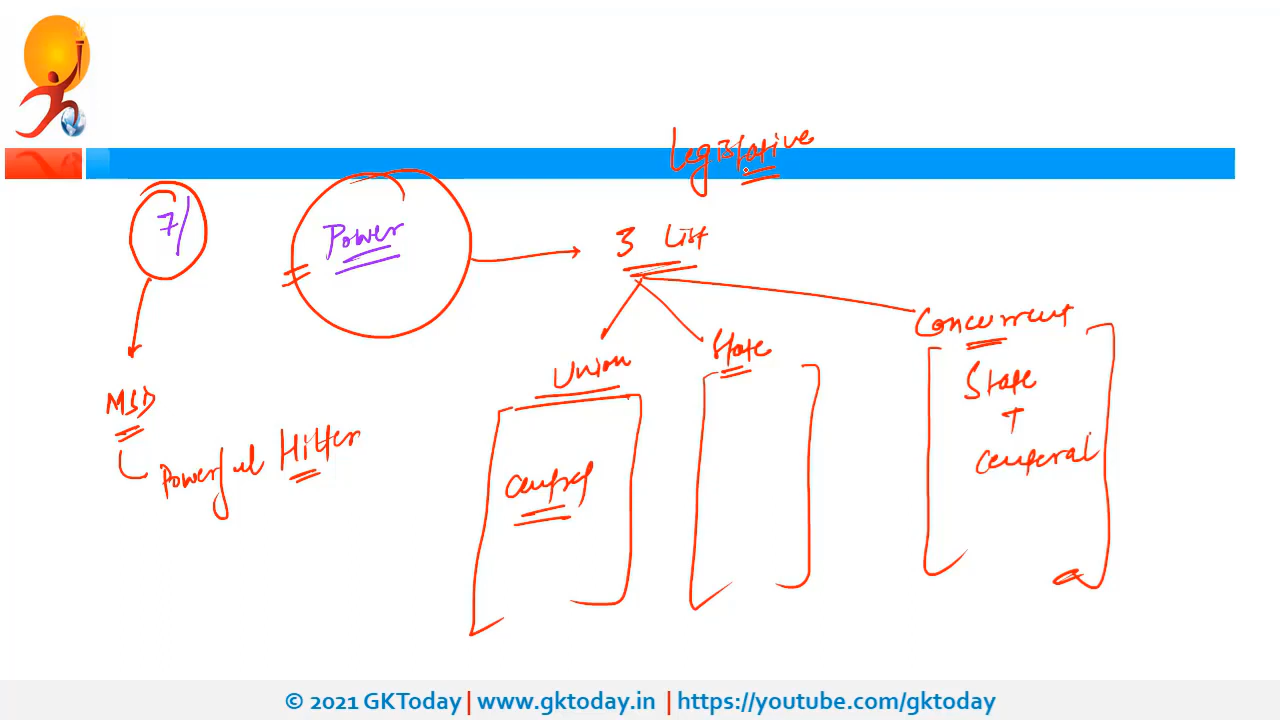 Legislative
7/
Power
3 List
Concurrent
State
Union
State
+
Centeral
MSD
Powerful Hitter
Central
© 2021 GKToday | www.gktoday.in | https://youtube.com/gktoday